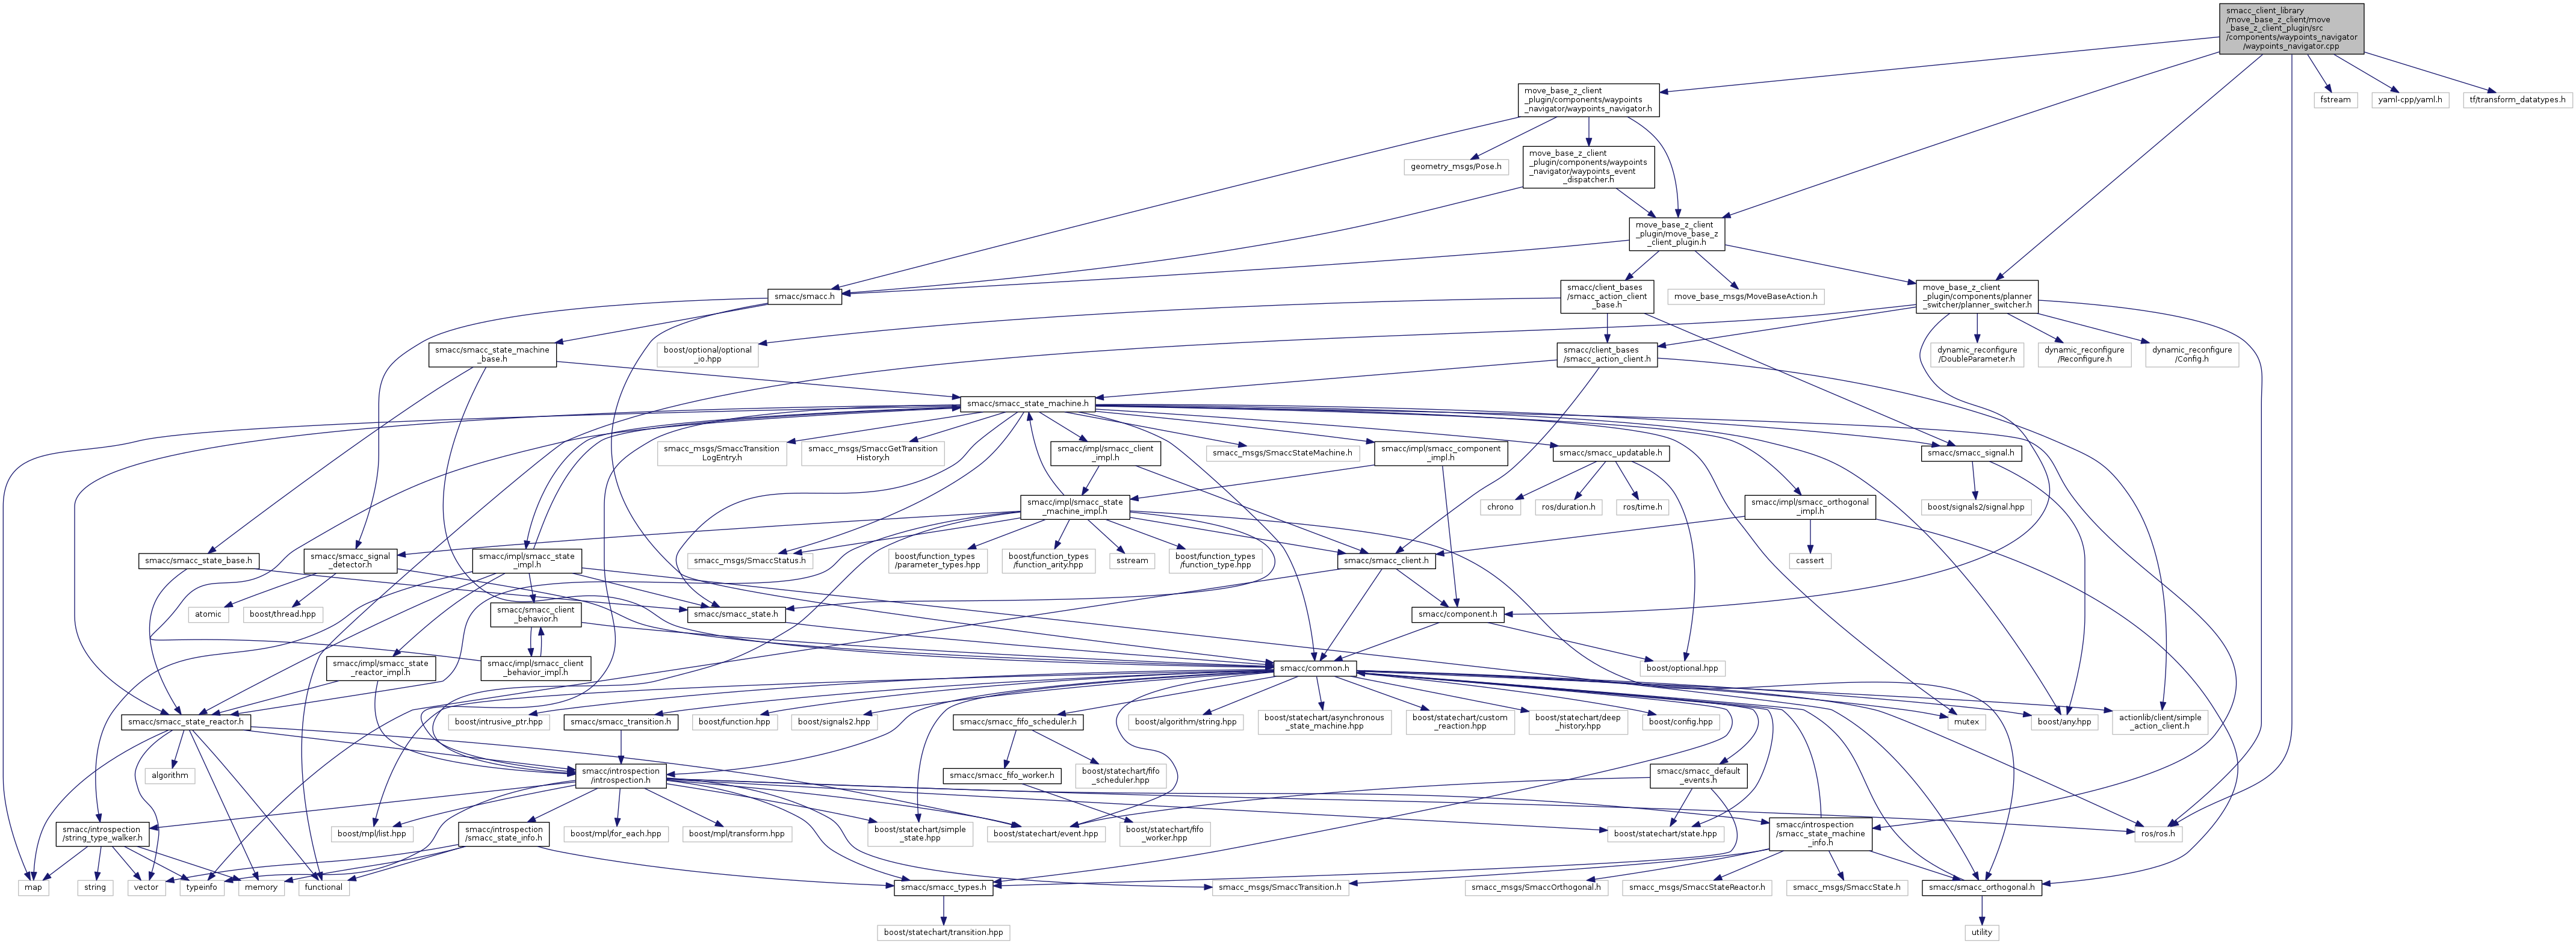 smacc_client_library
/move_base_z_client/move
_base_z_client_plugin/src
/components/waypoints_navigator
/waypoints_navigator.cpp
move_base_z_client
_plugin/components/waypoints
_navigator/waypoints_navigator.h
fstream
yaml-cpp/yaml.h
tf/transform_datatypes.h
geometry_msgs/Pose.h
move_base_z_client
_plugin/components/waypoints
_navigator/waypoints_event
_dispatcher.h
move_base_z_client
_plugin/move_base_z
_client_plugin.h
smacc/smacc.h
smacc/client_bases
/smacc_action_client
_base.h
move_base_msgs/MoveBaseAction.h
move_base_z_client
_plugin/components/planner
_switcher/planner_switcher.h
smacc/smacc_state_machine
_base.h
boost/optional/optional
_io.hpp
smacc/client_bases
/smacc_action_client.h
dynamic_reconfigure
/DoubleParameter.h
dynamic_reconfigure
/Reconfigure.h
dynamic_reconfigure
/Config.h
smacc/smacc_state_machine.h
smacc_msgs/SmaccTransition
LogEntry.h
smacc_msgs/SmaccGetTransition
History.h
smacc/impl/smacc_client
_impl.h
smacc_msgs/SmaccStateMachine.h
smacc/impl/smacc_component
_impl.h
smacc/smacc_updatable.h
smacc/smacc_signal.h
smacc/impl/smacc_state
_machine_impl.h
chrono
ros/duration.h
ros/time.h
smacc/impl/smacc_orthogonal
_impl.h
boost/signals2/signal.hpp
smacc/smacc_state_base.h
smacc/smacc_signal
_detector.h
smacc/impl/smacc_state
_impl.h
smacc_msgs/SmaccStatus.h
boost/function_types
/parameter_types.hpp
boost/function_types
/function_arity.hpp
sstream
boost/function_types
/function_type.hpp
smacc/smacc_client.h
cassert
atomic
boost/thread.hpp
smacc/smacc_client
_behavior.h
smacc/smacc_state.h
smacc/component.h
smacc/impl/smacc_state
_reactor_impl.h
smacc/impl/smacc_client
_behavior_impl.h
smacc/common.h
boost/optional.hpp
smacc/smacc_state_reactor.h
boost/intrusive_ptr.hpp
smacc/smacc_transition.h
boost/function.hpp
boost/signals2.hpp
smacc/smacc_fifo_scheduler.h
boost/algorithm/string.hpp
boost/statechart/asynchronous
_state_machine.hpp
boost/statechart/custom
_reaction.hpp
boost/statechart/deep
_history.hpp
boost/config.hpp
mutex
boost/any.hpp
actionlib/client/simple
_action_client.h
algorithm
smacc/introspection
/introspection.h
smacc/smacc_fifo_worker.h
boost/statechart/fifo
_scheduler.hpp
smacc/smacc_default
_events.h
smacc/introspection
/string_type_walker.h
boost/mpl/list.hpp
smacc/introspection
/smacc_state_info.h
boost/mpl/for_each.hpp
boost/mpl/transform.hpp
boost/statechart/simple
_state.hpp
boost/statechart/event.hpp
boost/statechart/fifo
_worker.hpp
boost/statechart/state.hpp
smacc/introspection
/smacc_state_machine
_info.h
ros/ros.h
map
string
vector
typeinfo
memory
functional
smacc/smacc_types.h
smacc_msgs/SmaccTransition.h
smacc_msgs/SmaccOrthogonal.h
smacc_msgs/SmaccStateReactor.h
smacc_msgs/SmaccState.h
smacc/smacc_orthogonal.h
boost/statechart/transition.hpp
utility